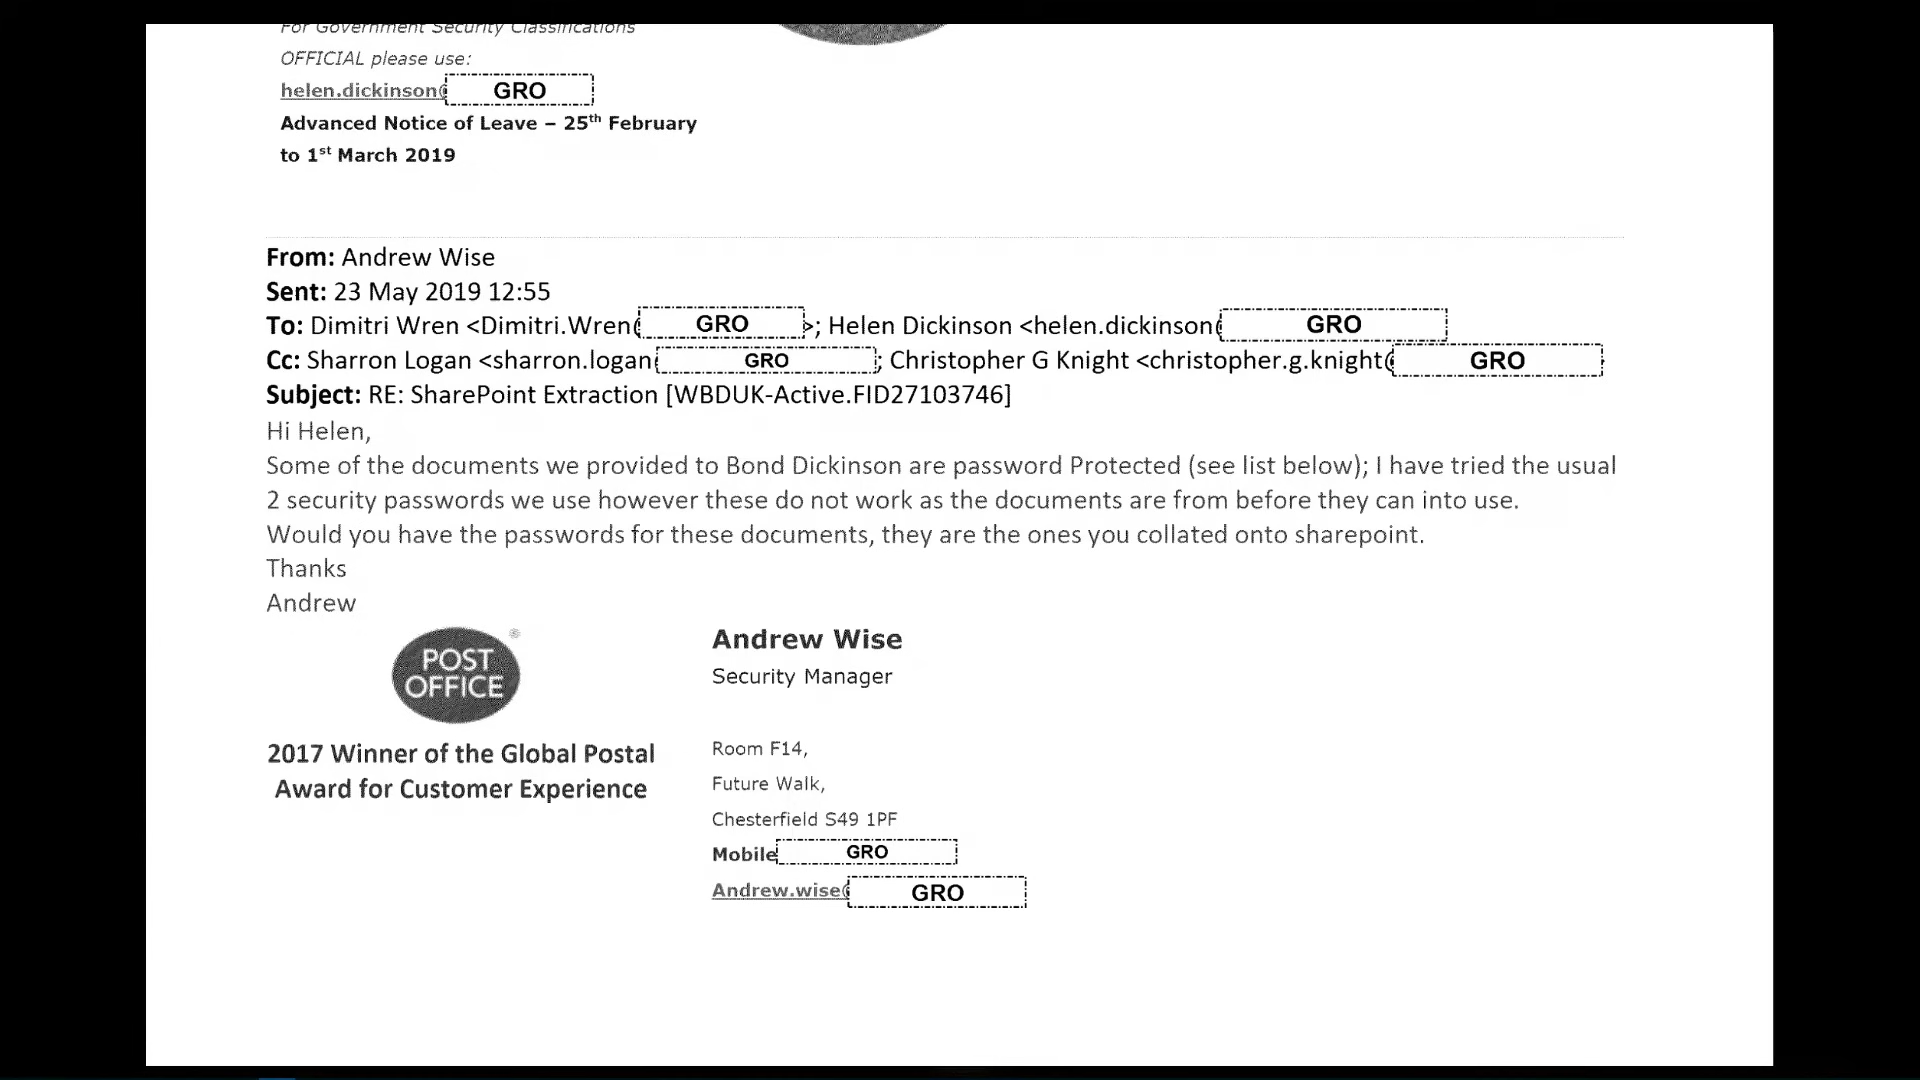 For Government Security Classifications
OFFICIAL please use:
helen.dickinson@ GRO
Advanced Notice of Leave – 25th February
to 1st March 2019
From: Andrew Wise
Sent: 23 May 2019 12:55
To: Dimitri Wren <Dimitri.Wren( GRO >; Helen Dickinson <helen.dickinson( GRO
Cc: Sharron Logan <sharron.logan GRO ; Christopher G Knight <christopher.g.knight( GRO
Subject: RE: SharePoint Extraction [WBDUK-Active.FID27103746]
Hi Helen,
Some of the documents we provided to Bond Dickinson are password Protected (see list below); I have tried the usual
2 security passwords we use however these do not work as the documents are from before they can into use.
Would you have the passwords for these documents, they are the ones you collated onto sharepoint.
Thanks
Andrew
POST
OFFICE
®
2017 Winner of the Global Postal
Award for Customer Experience
Andrew Wise
Security Manager
Room F14,
Future Walk,
Chesterfield S49 1PF
Mobile GRO
Andrew.wise@ GRO